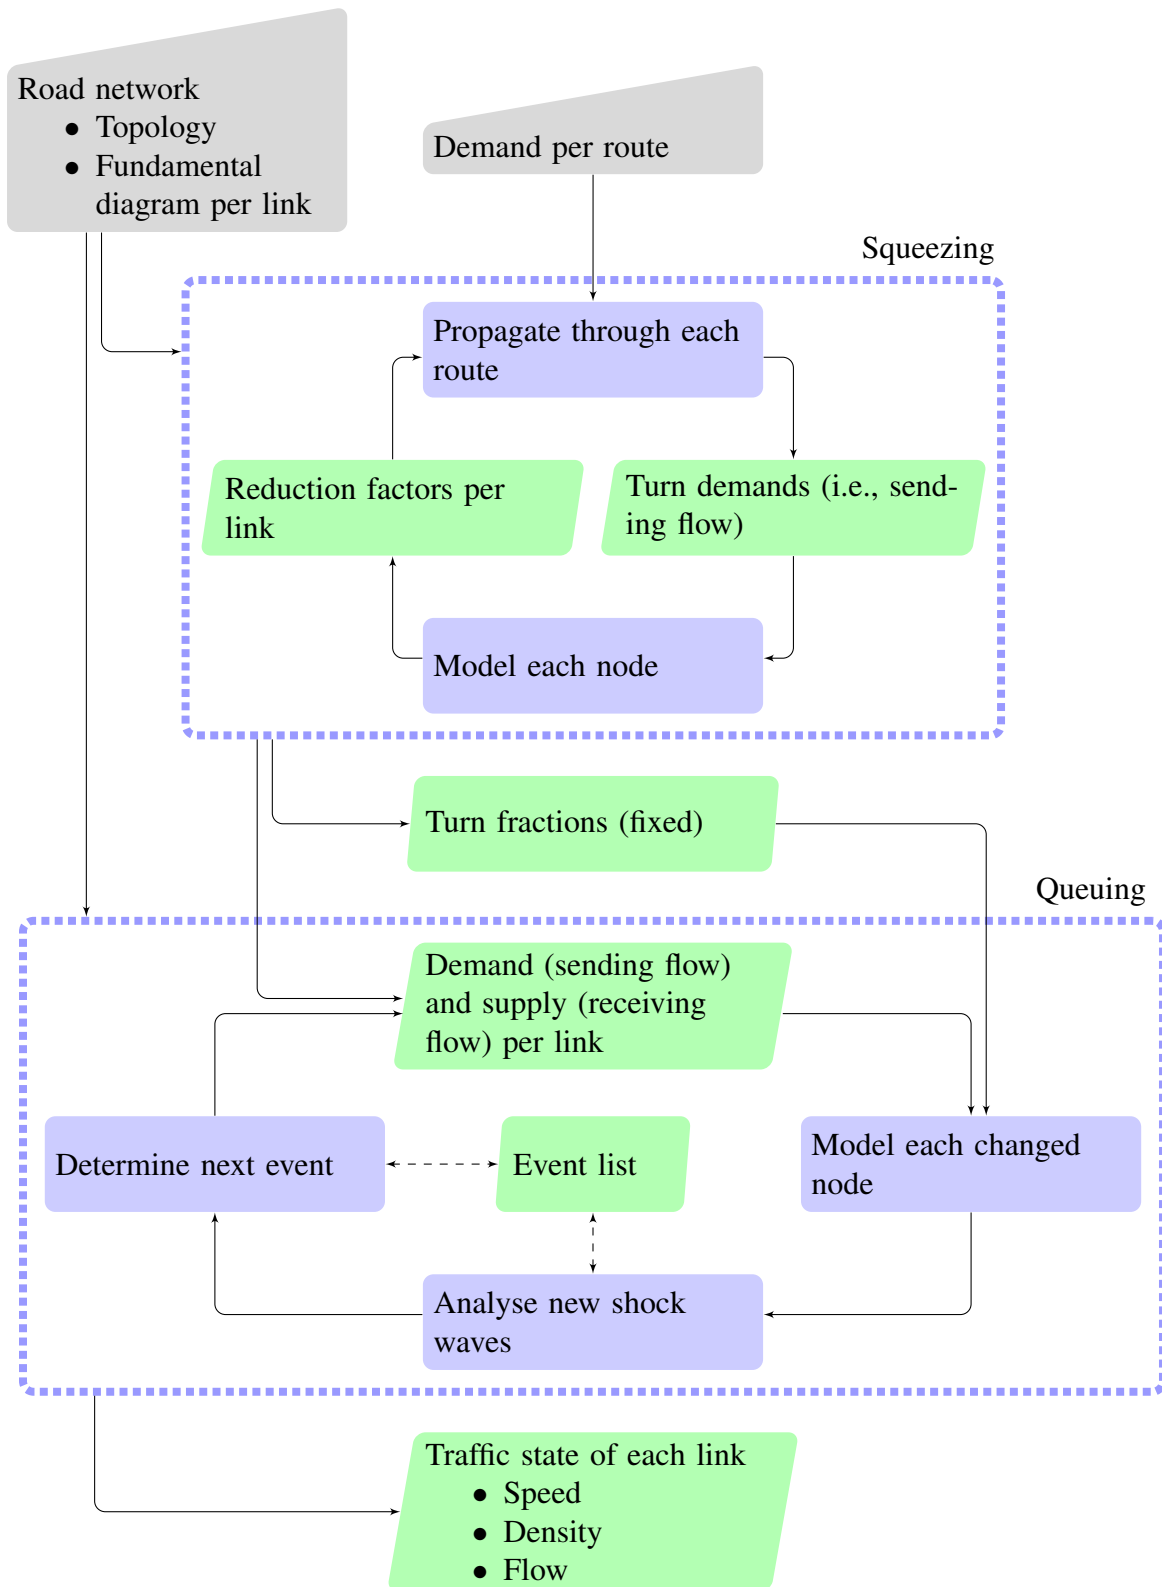 Road network
• Topology
• Fundamental
diagram per link
Demand per route
Squeezing
Propagate through each
route
Reduction factors per
link
Turn demands (i.e., send-
ing flow)
Model each node
Turn fractions (fixed)
Queuing
Demand (sending flow)
and supply (receiving
flow) per link
Determine next event
Event list
Model each changed
node
Analyse new shock
waves
Traffic state of each link
• Speed
• Density
• Flow